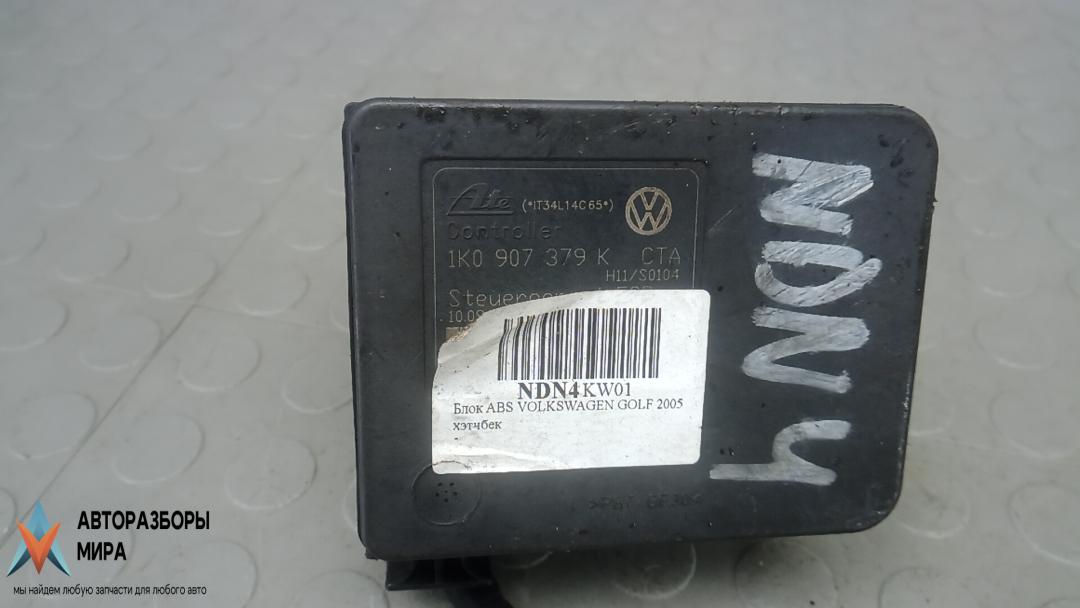 Ate (*IT34L14C65*)
Controller
1K0 907 379 K CTA
H11/S0104
NDN4KW01
Блок ABS VOLKSWAGEN GOLF 2005
хэтчбек
NDN4
АВТОРАЗБОРЫ
МИРА
мы найдем любую запчасти для любого авто